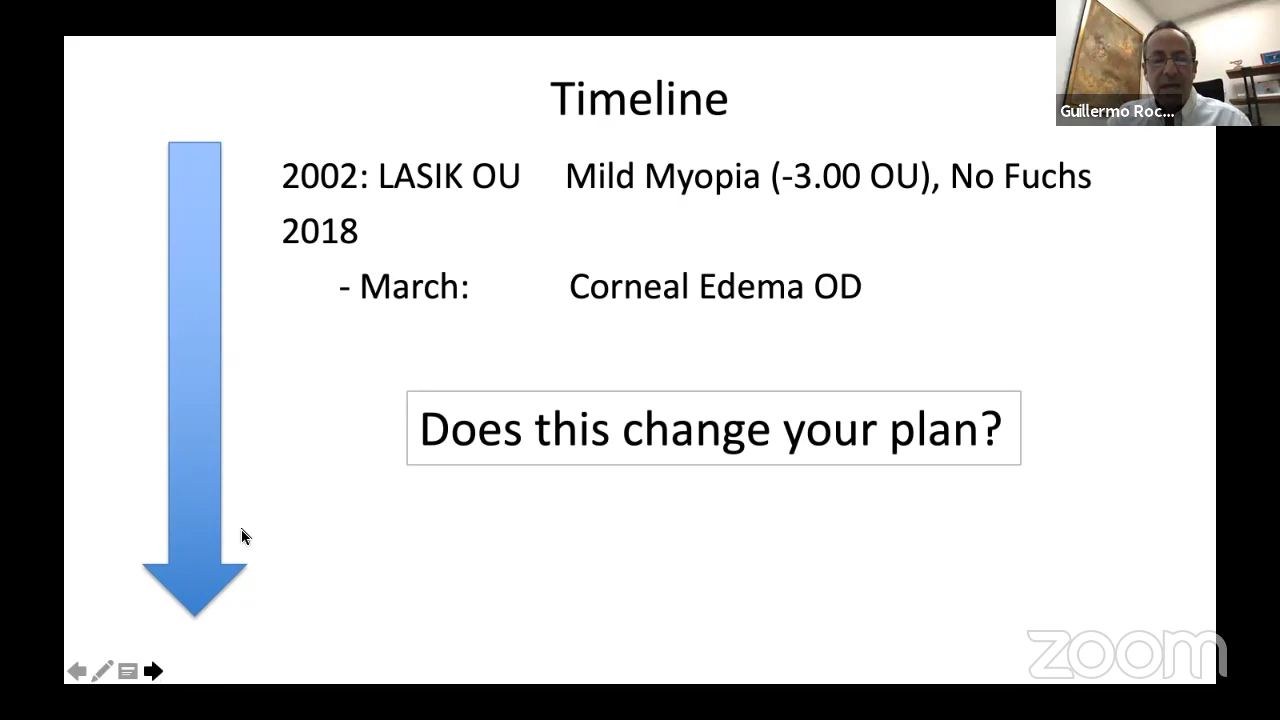 Timeline
Guillermo Roc...
2002: LASIK OU Mild Myopia (-3.00 OU), No Fuchs
2018
- March: Corneal Edema OD
Does this change your plan?
zoom